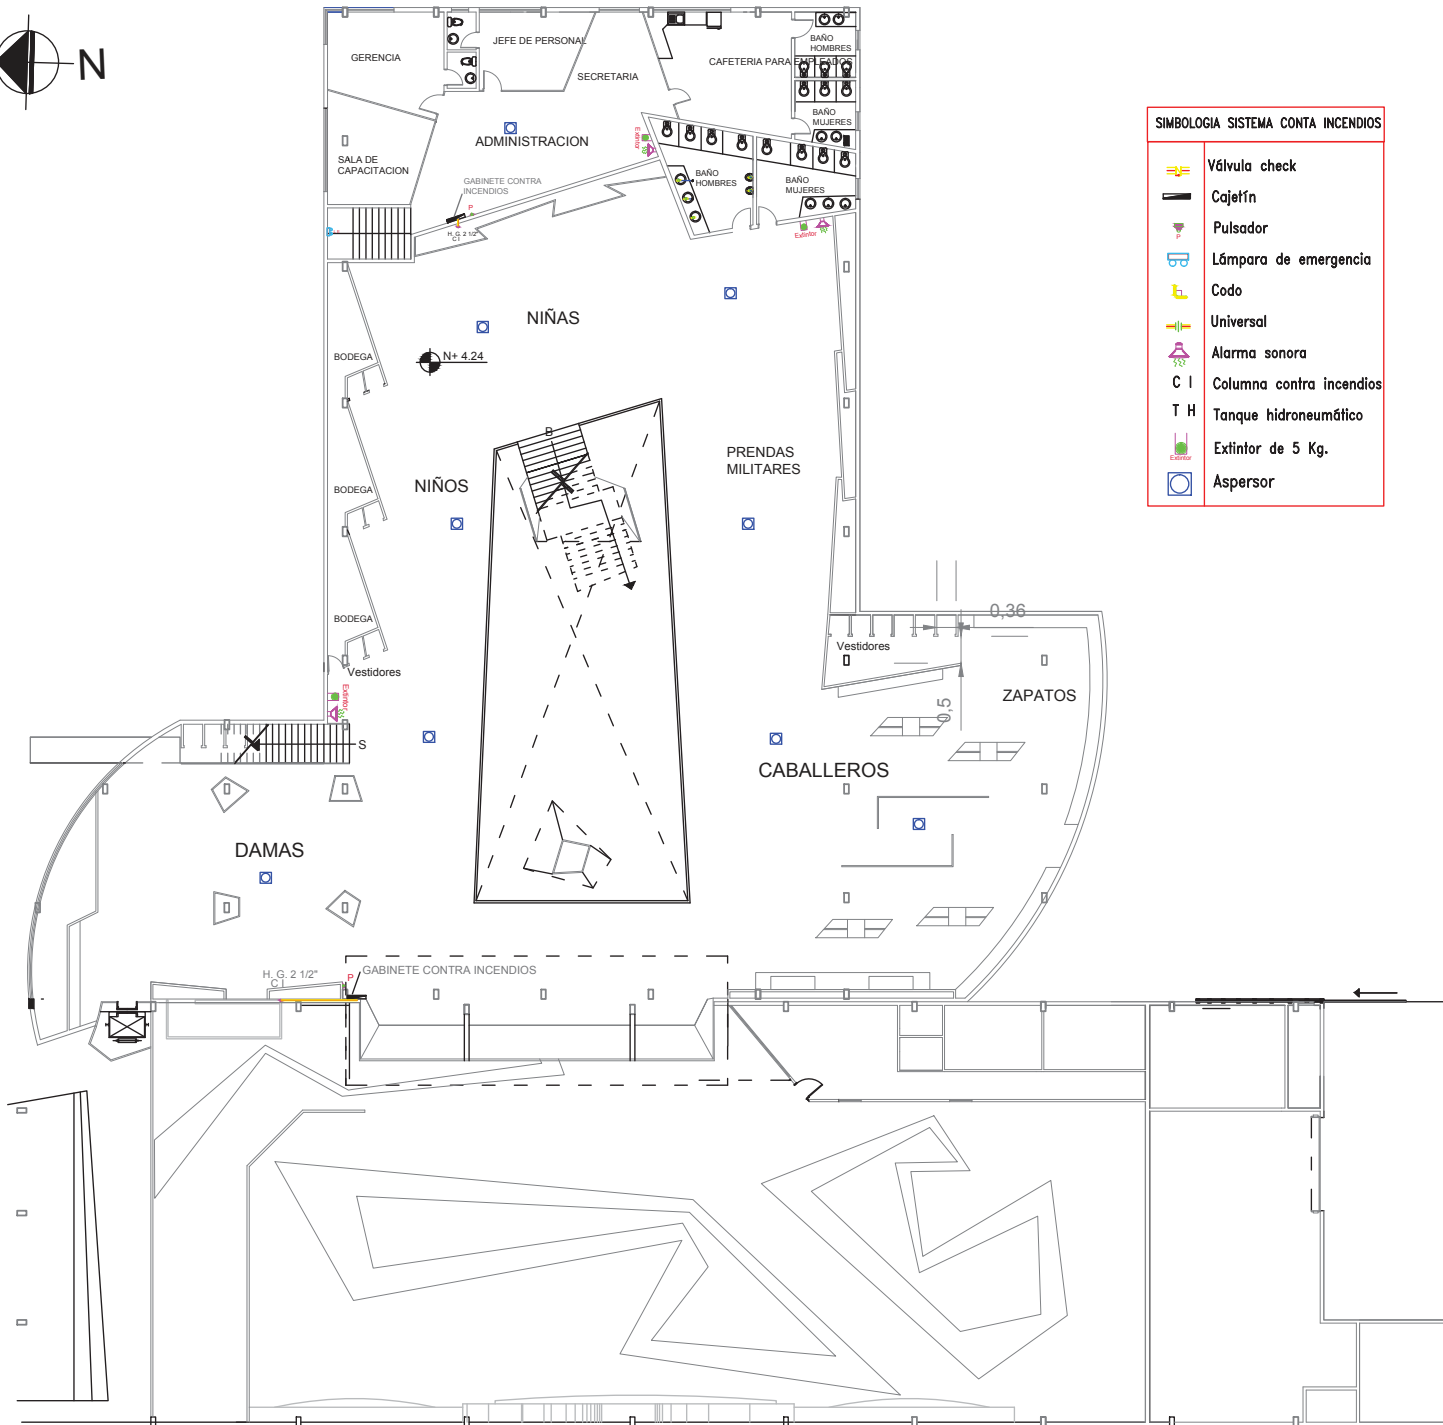 N
GERENCIA
JEFE DE PERSONAL
SECRETARIA
CAFETERIA PARA EMPLEADOS
BAÑO
HOMBRES
BAÑO
MUJERES
ADMINISTRACION
SALA DE
CAPACITACION
GABINETE CONTRA
INCENDIOS
P
H. G. 2 1/2"
C I
Extintor
BAÑO
HOMBRES
BAÑO
MUJERES
Extintor
NIÑAS
N+ 4.24
BODEGA
B
PRENDAS
MILITARES
NIÑOS
BODEGA
BODEGA
Vestidores
Extintor
S
Vestidores
0,36
0,5
ZAPATOS
CABALLEROS
DAMAS
H. G. 2 1/2"
C I
P
GABINETE CONTRA INCENDIOS
SIMBOLOGIA SISTEMA CONTA INCENDIOS
N
Válvula check
Cajetín
P
Pulsador
Lámpara de emergencia
Codo
Universal
Alarma sonora
C I Columna contra incendios
T H Tanque hidroneumático
Extintor
Extintor de 5 Kg.
Aspersor